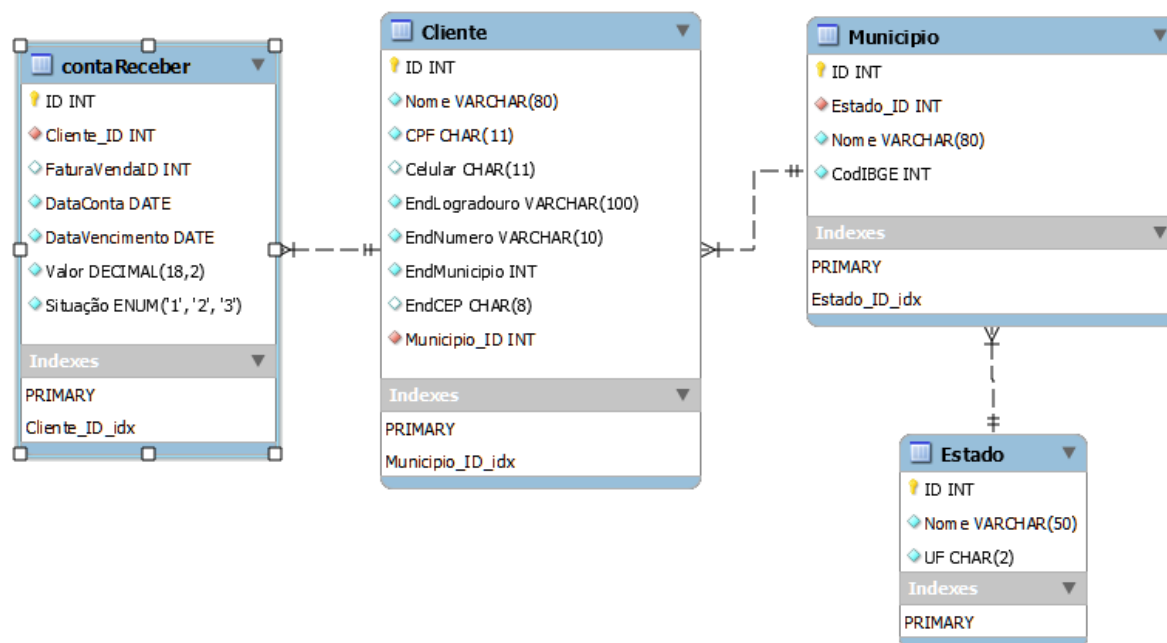 contaReceber
ID INT
Cliente_ID INT
FaturaVendaID INT
DataConta DATE
DataVencimento DATE
Valor DECIMAL(18,2)
Situação ENUM('1', '2', '3')
Indexes
PRIMARY
Cliente_ID_idx
Cliente
ID INT
Nome VARCHAR(80)
CPF CHAR(11)
Celular CHAR(11)
EndLogradouro VARCHAR(100)
EndNumero VARCHAR(10)
EndMunicipio INT
EndCEP CHAR(8)
Municipio_ID INT
Indexes
PRIMARY
Municipio_ID_idx
Municipio
ID INT
Estado_ID INT
Nome VARCHAR(80)
CodIBGE INT
Indexes
PRIMARY
Estado_ID_idx
Estado
ID INT
Nome VARCHAR(50)
UF CHAR(2)
Indexes
PRIMARY